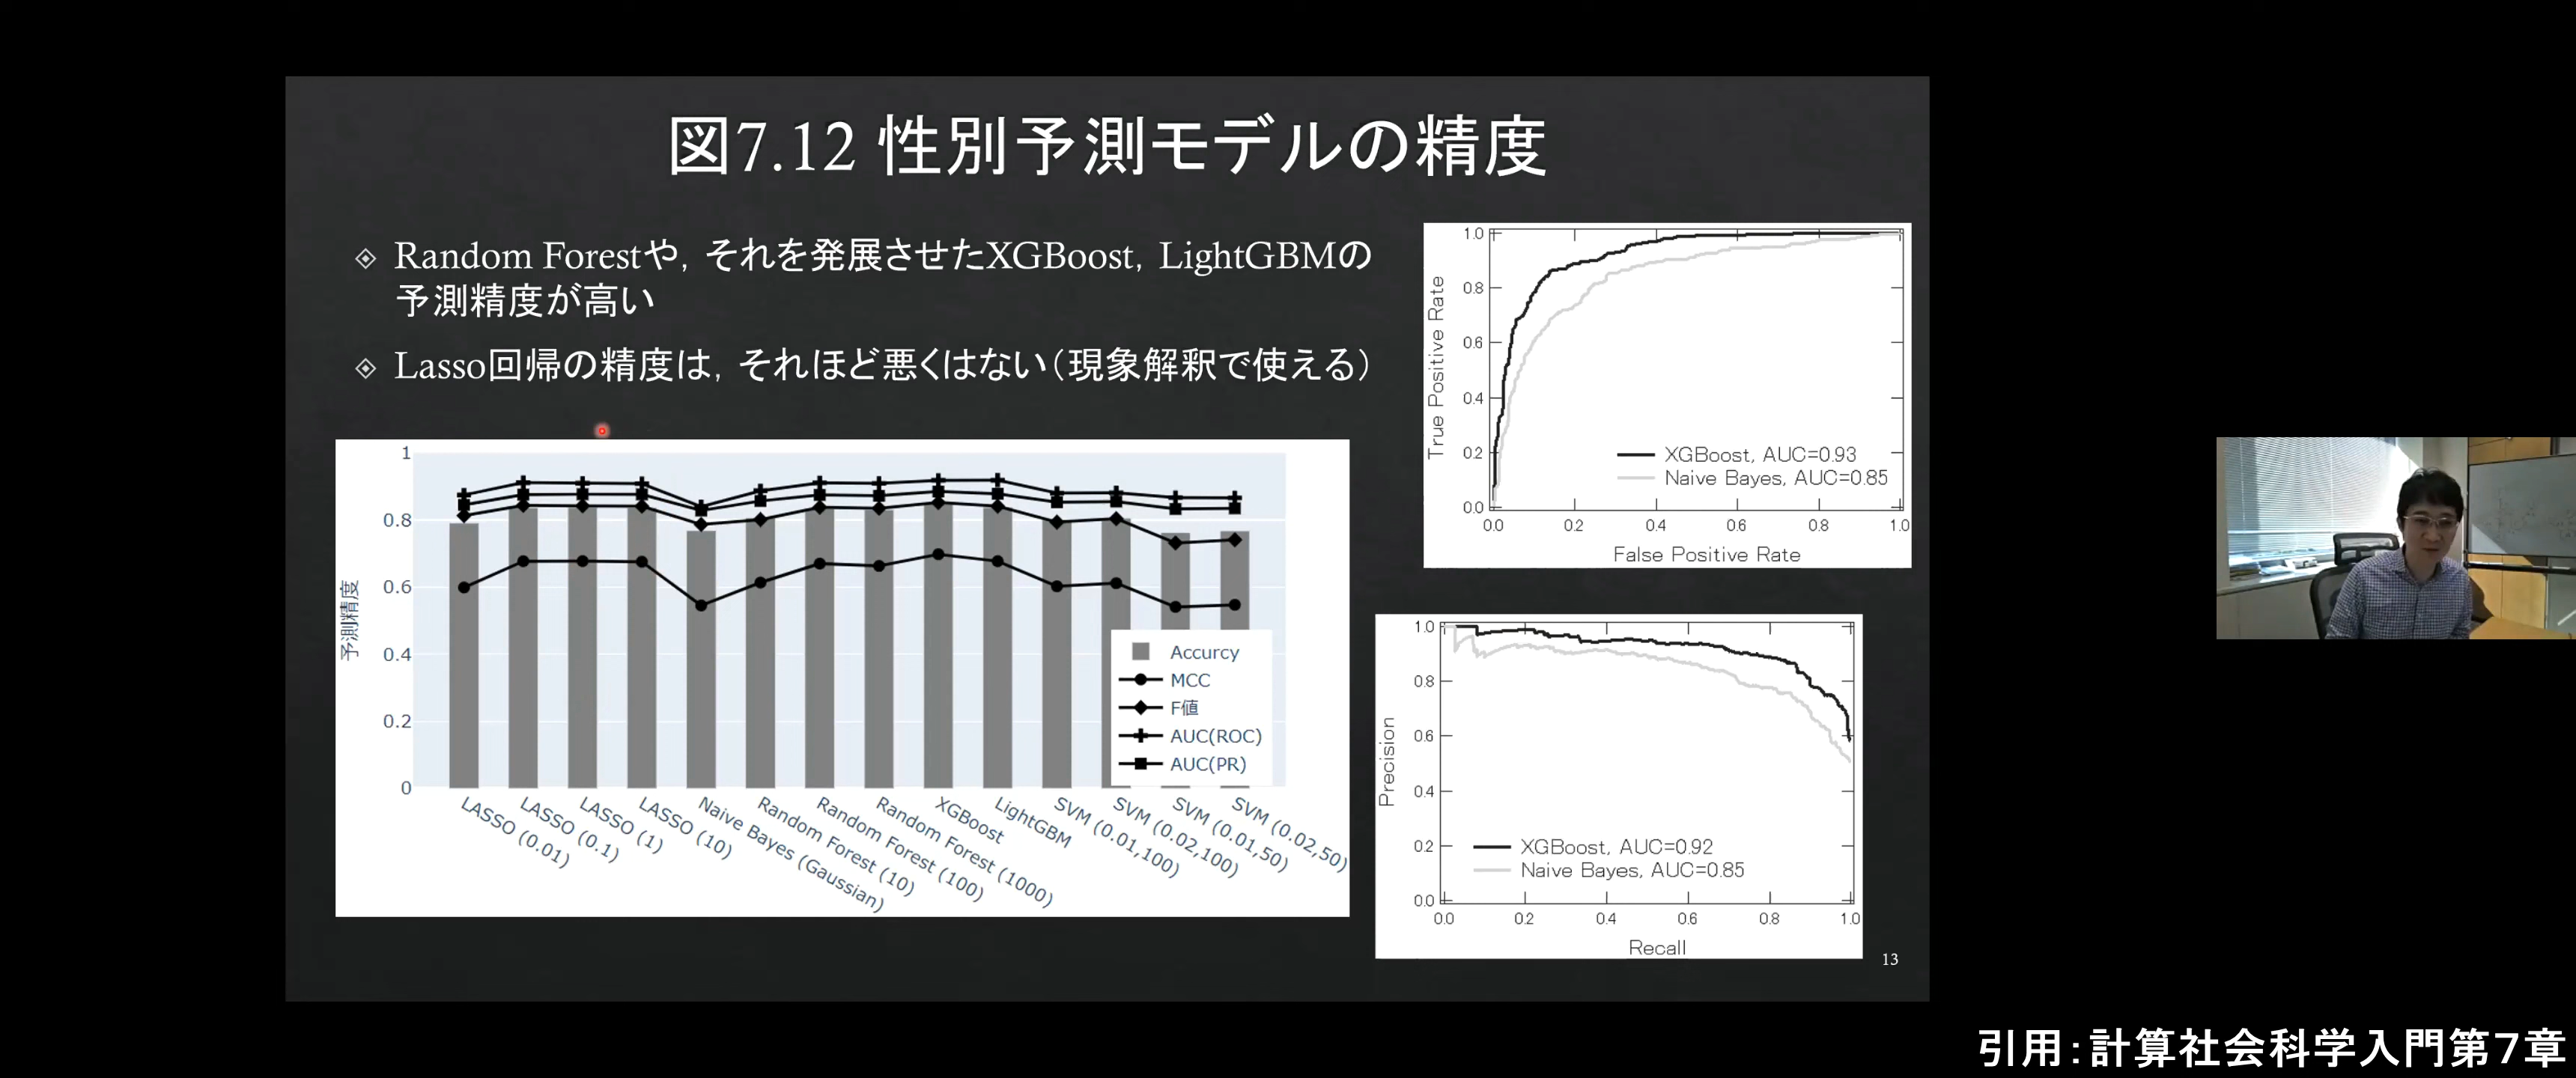 図7.12 性別予測モデルの精度
Random Forestや，それを発展させたXGBoost，LightGBMの
予測精度が高い
Lasso回帰の精度は，それほど悪くはない（現象解釈で使える）
予測精度
1
0.8
0.6
0.4
0.2
0
Accurcy
MCC
F値
AUC(ROC)
AUC(PR)
LASSO (0.01)
LASSO (0.1)
LASSO (1)
LASSO (10)
Naive Bayes (Gaussian)
Random Forest (10)
Random Forest (100)
Random Forest (1000)
XGBoost
LightGBM
SVM (0.01,100)
SVM (0.02,100)
SVM (0.01,50)
SVM (0.02,50)
True Positive Rate
1.0
0.8
0.6
0.4
0.2
0.0
XGBoost, AUC=0.93
Naive Bayes, AUC=0.85
0.0 0.2 0.4 0.6 0.8 1.0
False Positive Rate
Precision
1.0
0.8
0.6
0.4
0.2
0.0
XGBoost, AUC=0.92
Naive Bayes, AUC=0.85
0.0 0.2 0.4 0.6 0.8 1.0
Recall
13
引用：計算社会科学入門第7章